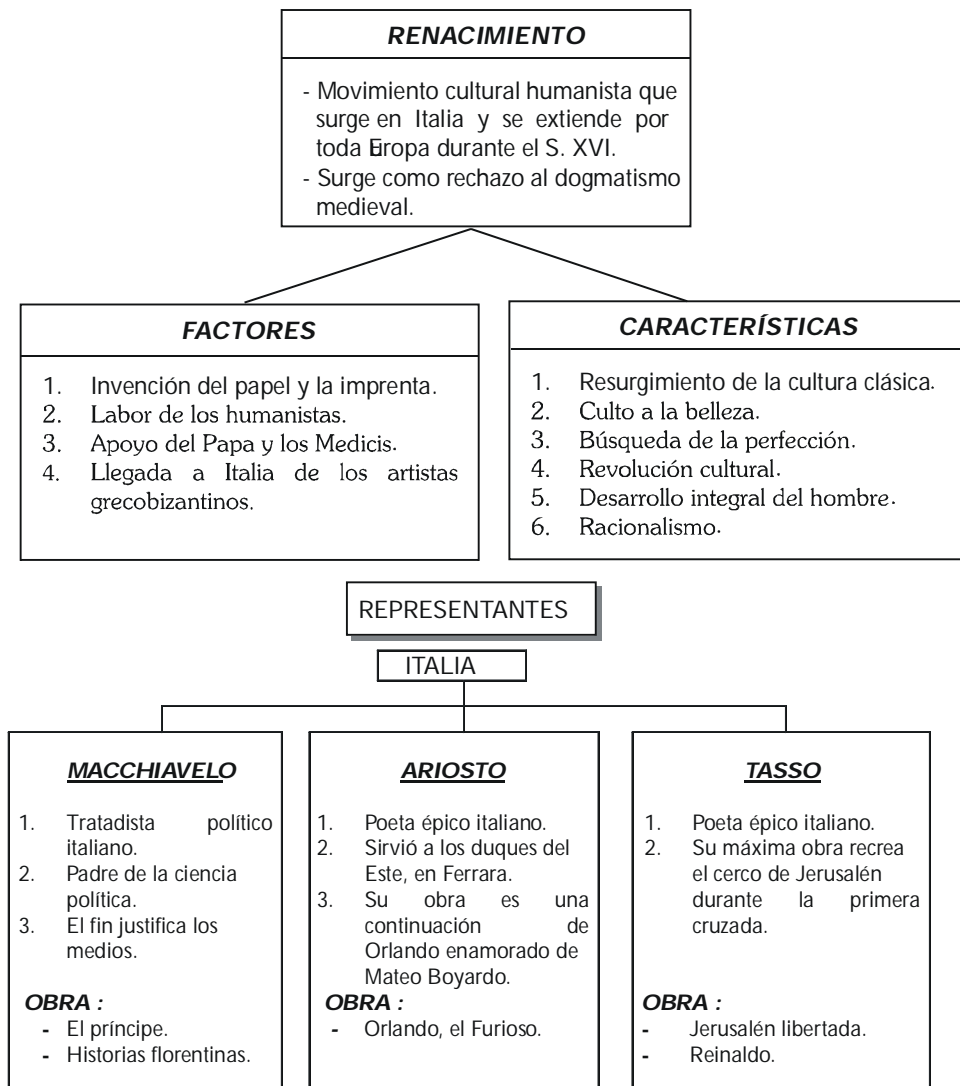 RENACIMIENTO
- Movimiento cultural humanista que
surge en Italia y se extiende por
toda Eropa durante el S. XVI.
- Surge como rechazo al dogmatismo
medieval.
FACTORES
1. Invención del papel y la imprenta.
2. Labor de los humanistas.
3. Apoyo del Papa y los Medicis.
4. Llegada a Italia de los artistas
grecobizantinos.
CARACTERÍSTICAS
1. Resurgimiento de la cultura clásica.
2. Culto a la belleza.
3. Búsqueda de la perfección.
4. Revolución cultural.
5. Desarrollo integral del hombre.
6. Racionalismo.
REPRESENTANTES
ITALIA
MACCHIAVELO
1. Tratadista político
italiano.
2. Padre de la ciencia
política.
3. El fin justifica los
medios.
OBRA :
- El príncipe.
- Historias florentinas.
ARIOSTO
1. Poeta épico italiano.
2. Sirvió a los duques del
Este, en Ferrara.
3. Su obra es una
continuación de
Orlando enamorado de
Mateo Boyardo.
OBRA :
- Orlando, el Furioso.
TASSO
1. Poeta épico italiano.
2. Su máxima obra recrea
el cerco de Jerusalén
durante la primera
cruzada.
OBRA :
- Jerusalén libertada.
- Reinaldo.